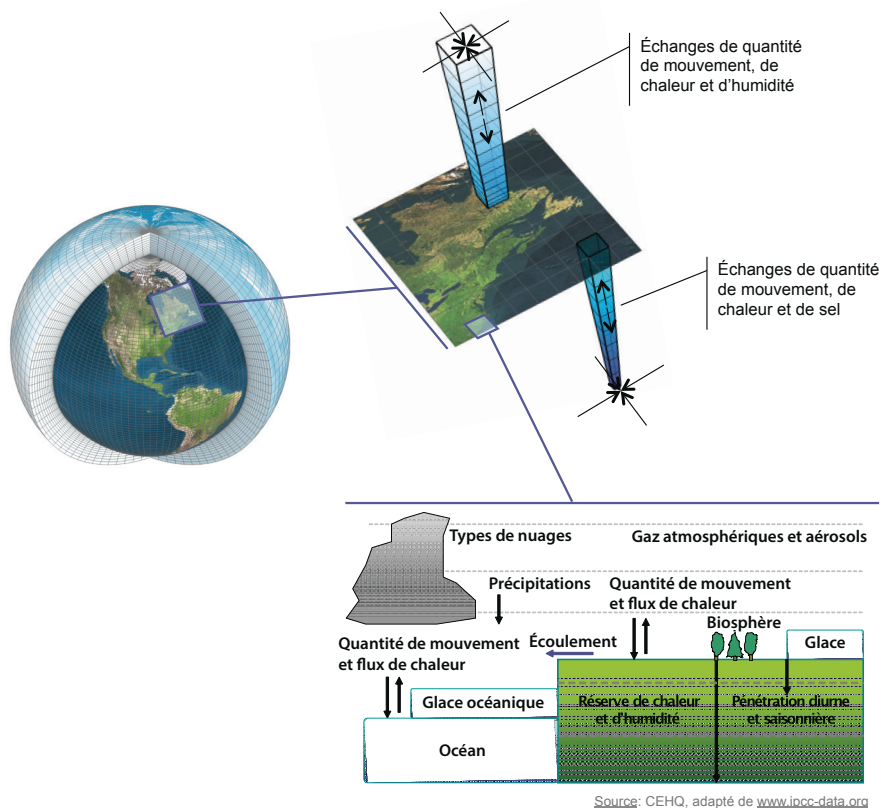 Échanges de quantité
de mouvement, de
chaleur et d'humidité
Échanges de quantité
de mouvement, de
chaleur et de sel
Types de nuages
Gaz atmosphériques et aérosols
Précipitations
Quantité de mouvement
et flux de chaleur
Biosphère
Quantité de mouvement
et flux de chaleur
Écoulement
Glace
Glace océanique
Réserve de chaleur
et d'humidité
Pénétration diurne
et saisonnière
Océan
Source: CEHQ, adapté de www.ipcc-data.org